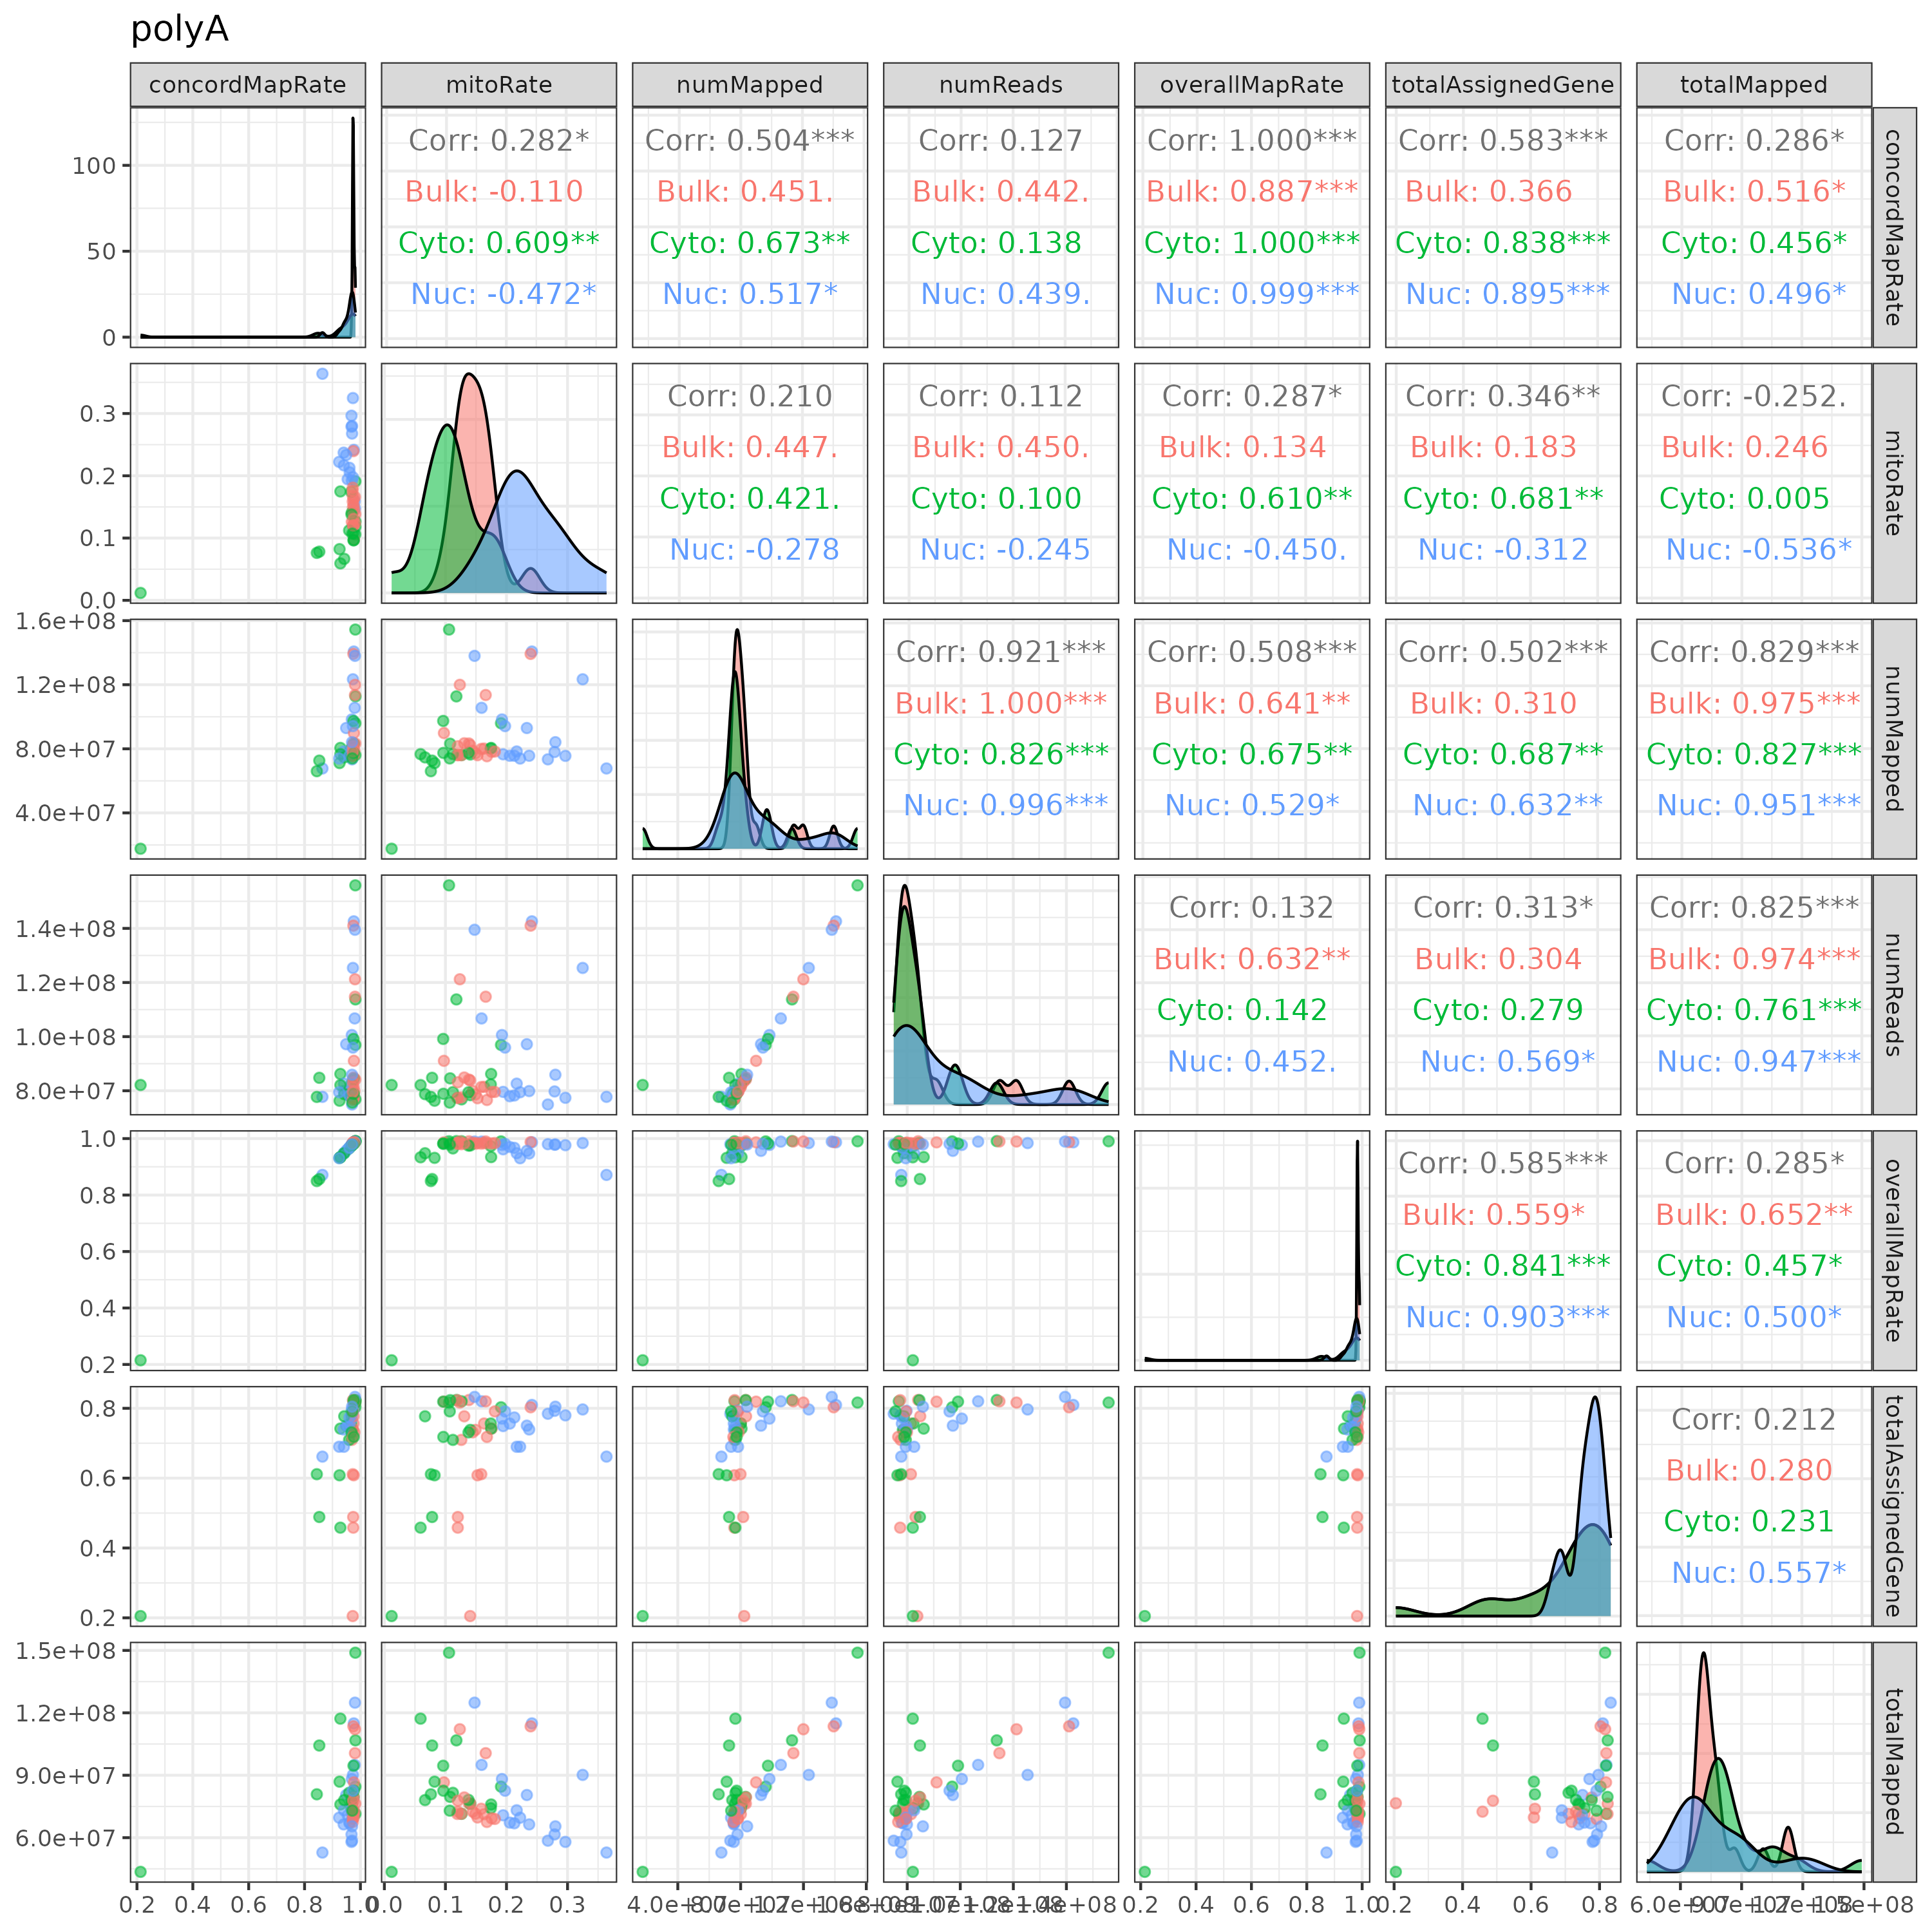 polyA
concordMapRate mitoRate numMapped numReads overallMapRate totalAssignedGene totalMapped
Corr: 0.282* Corr: 0.504*** Corr: 0.127 Corr: 1.000*** Corr: 0.583*** Corr: 0.286*
Bulk: -0.110 Bulk: 0.451. Bulk: 0.442. Bulk: 0.887*** Bulk: 0.366 Bulk: 0.516*
Cyto: 0.609** Cyto: 0.673** Cyto: 0.138 Cyto: 1.000*** Cyto: 0.838*** Cyto: 0.456*
Nuc: -0.472* Nuc: 0.517* Nuc: 0.439. Nuc: 0.999*** Nuc: 0.895*** Nuc: 0.496*
100
50
0
concordMapRate
Corr: 0.210 Corr: 0.112 Corr: 0.287* Corr: 0.346** Corr: -0.252.
Bulk: 0.447. Bulk: 0.450. Bulk: 0.134 Bulk: 0.183 Bulk: 0.246
Cyto: 0.421. Cyto: 0.100 Cyto: 0.610** Cyto: 0.681** Cyto: 0.005
Nuc: -0.278 Nuc: -0.245 Nuc: -0.450. Nuc: -0.312 Nuc: -0.536*
0.3
0.2
0.1
0.0
mitoRate
Corr: 0.921*** Corr: 0.508*** Corr: 0.502*** Corr: 0.829***
Bulk: 1.000*** Bulk: 0.641** Bulk: 0.310 Bulk: 0.975***
Cyto: 0.826*** Cyto: 0.675** Cyto: 0.687** Cyto: 0.827***
Nuc: 0.996*** Nuc: 0.529* Nuc: 0.632** Nuc: 0.951***
1.6e+08
1.2e+08
8.0e+07
4.0e+07
numMapped
Corr: 0.132 Corr: 0.313* Corr: 0.825***
Bulk: 0.632** Bulk: 0.304 Bulk: 0.974***
Cyto: 0.142 Cyto: 0.279 Cyto: 0.761***
Nuc: 0.452. Nuc: 0.569* Nuc: 0.947***
1.4e+08
1.2e+08
1.0e+08
8.0e+07
numReads
Corr: 0.585*** Corr: 0.285*
Bulk: 0.559* Bulk: 0.652**
Cyto: 0.841*** Cyto: 0.457*
Nuc: 0.903*** Nuc: 0.500*
1.0
0.8
0.6
0.4
0.2
overallMapRate
Corr: 0.212
Bulk: 0.280
Cyto: 0.231
Nuc: 0.557*
0.8
0.6
0.4
0.2
totalAssignedGene
1.5e+08
1.2e+08
9.0e+07
6.0e+07
totalMapped
0.2 0.4 0.6 0.8 1.0 0.0 0.1 0.2 0.3 0.2 0.4 0.6 0.8 1.0 0.2 0.4 0.6 0.8